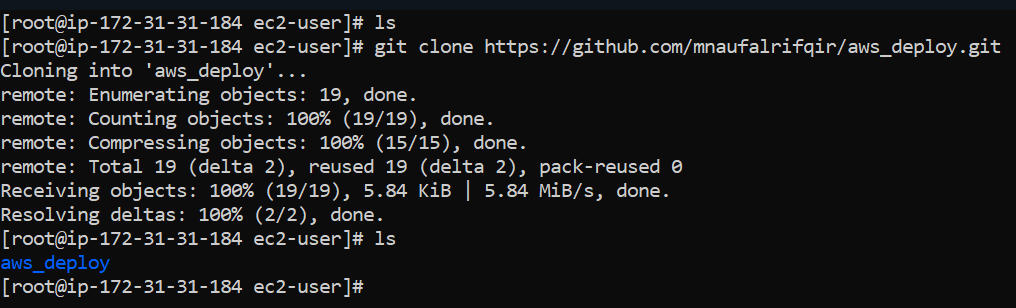 [root@ip-172-31-31-184 ec2-user]# ls
[root@ip-172-31-31-184 ec2-user]# git clone https://github.com/mnaufalrifqir/aws_deploy.git
Cloning into 'aws_deploy'...
remote: Enumerating objects: 19, done.
remote: Counting objects: 100% (19/19), done.
remote: Compressing objects: 100% (15/15), done.
remote: Total 19 (delta 2), reused 19 (delta 2), pack-reused 0
Receiving objects: 100% (19/19), 5.84 KiB | 5.84 MiB/s, done.
Resolving deltas: 100% (2/2), done.
[root@ip-172-31-31-184 ec2-user]# ls
aws_deploy
[root@ip-172-31-31-184 ec2-user]#